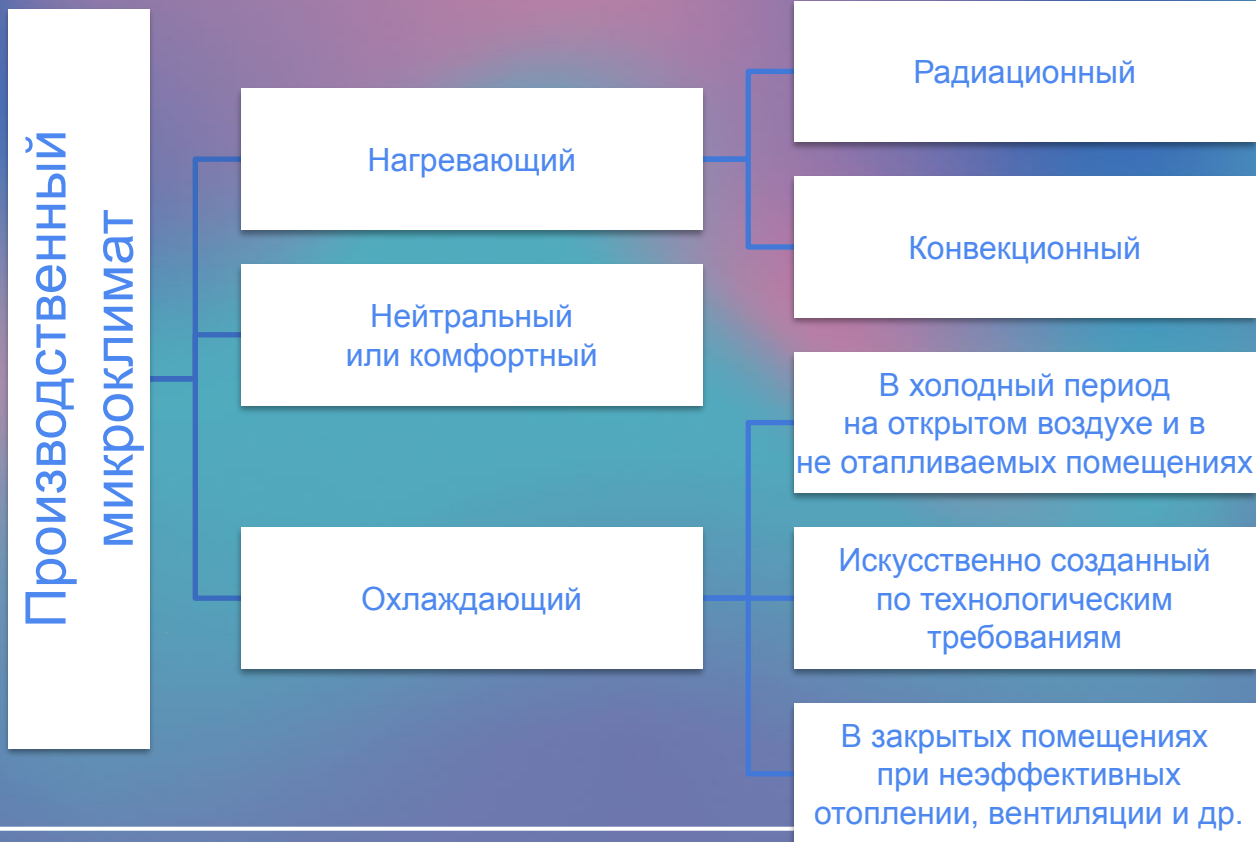 Производственный
микроклимат
Нагревающий
Радиационный
Конвекционный
Нейтральный
или комфортный
Охлаждающий
В холодный период
на открытом воздухе и в
не отапливаемых помещениях
Искусственно созданный
по технологическим
требованиям
В закрытых помещениях
при неэффективных
отоплении, вентиляции и др.